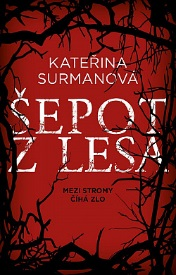 KATEŘINA
SURMANOVÁ
ŠEPOT
Z LESA
MEZI STROMY
ČÍHÁ ZLO